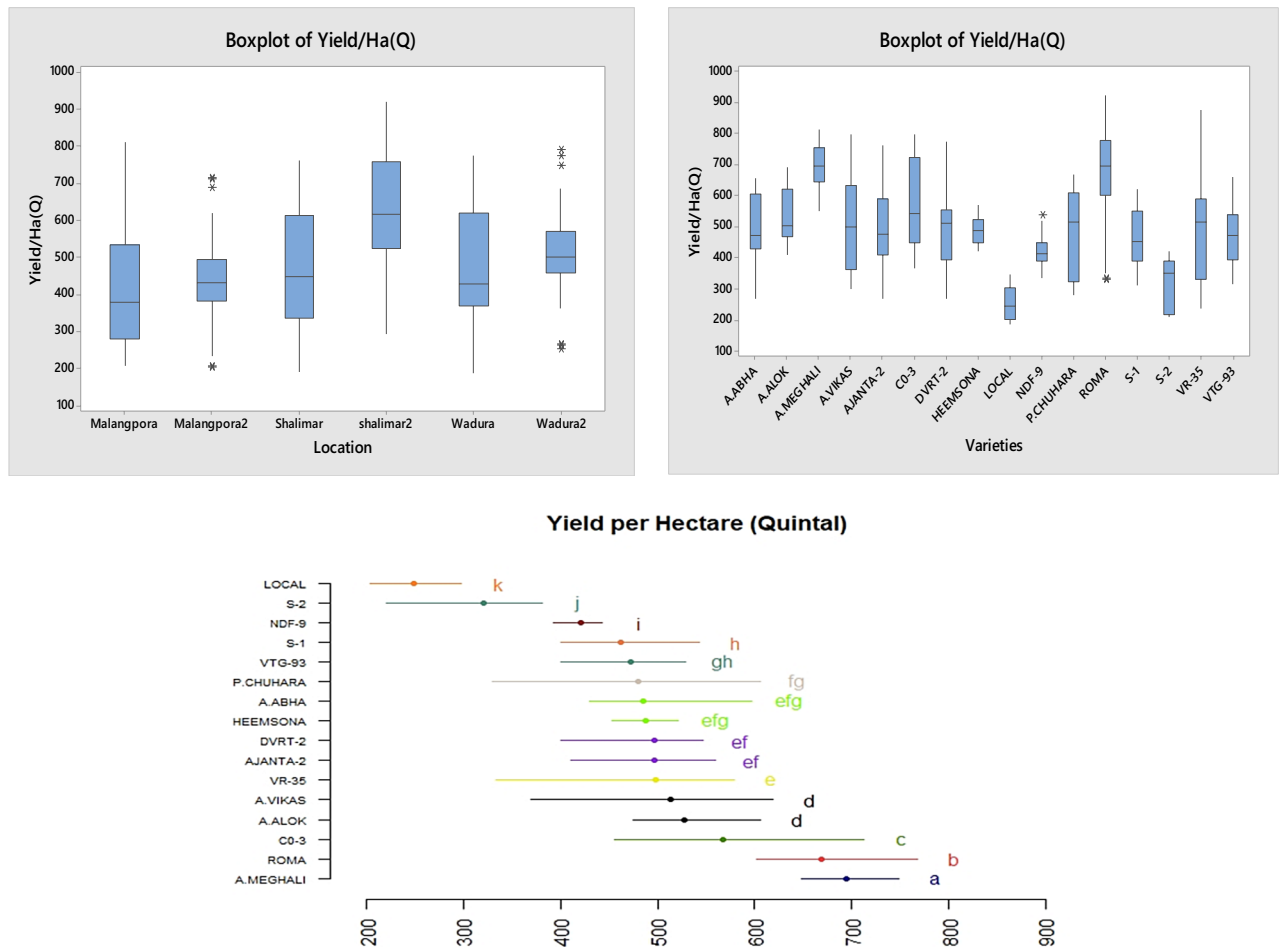 Boxplot of Yield/Ha(Q)
1000
900
800
700
600
500
400
300
200
100
Yield/Ha(Q)
Malangpora Malangpora2 Shalimar shalimar2 Wadura Wadura2
Location
Boxplot of Yield/Ha(Q)
1000
900
800
700
600
500
400
300
200
100
Yield/Ha(Q)
A.ABHA A.ALOK A.MEGHALI A.VIKAS AJANTA-2 C0-3 DVRT-2 HEEMSONA LOCAL NDF-9 P.CHUHARA ROMA S-1 S-2 VR-35 VTG-93
Varieties
Yield per Hectare (Quintal)
LOCAL k
S-2 j
NDF-9 i
S-1 h
VTG-93 gh
P.CHUHARA fg
A.ABHA efg
HEEMSONA efg
DVRT-2 ef
AJANTA-2 ef
VR-35 e
A.VIKAS d
A.ALOK d
C0-3 c
ROMA b
A.MEGHALI a
200 300 400 500 600 700 800 900